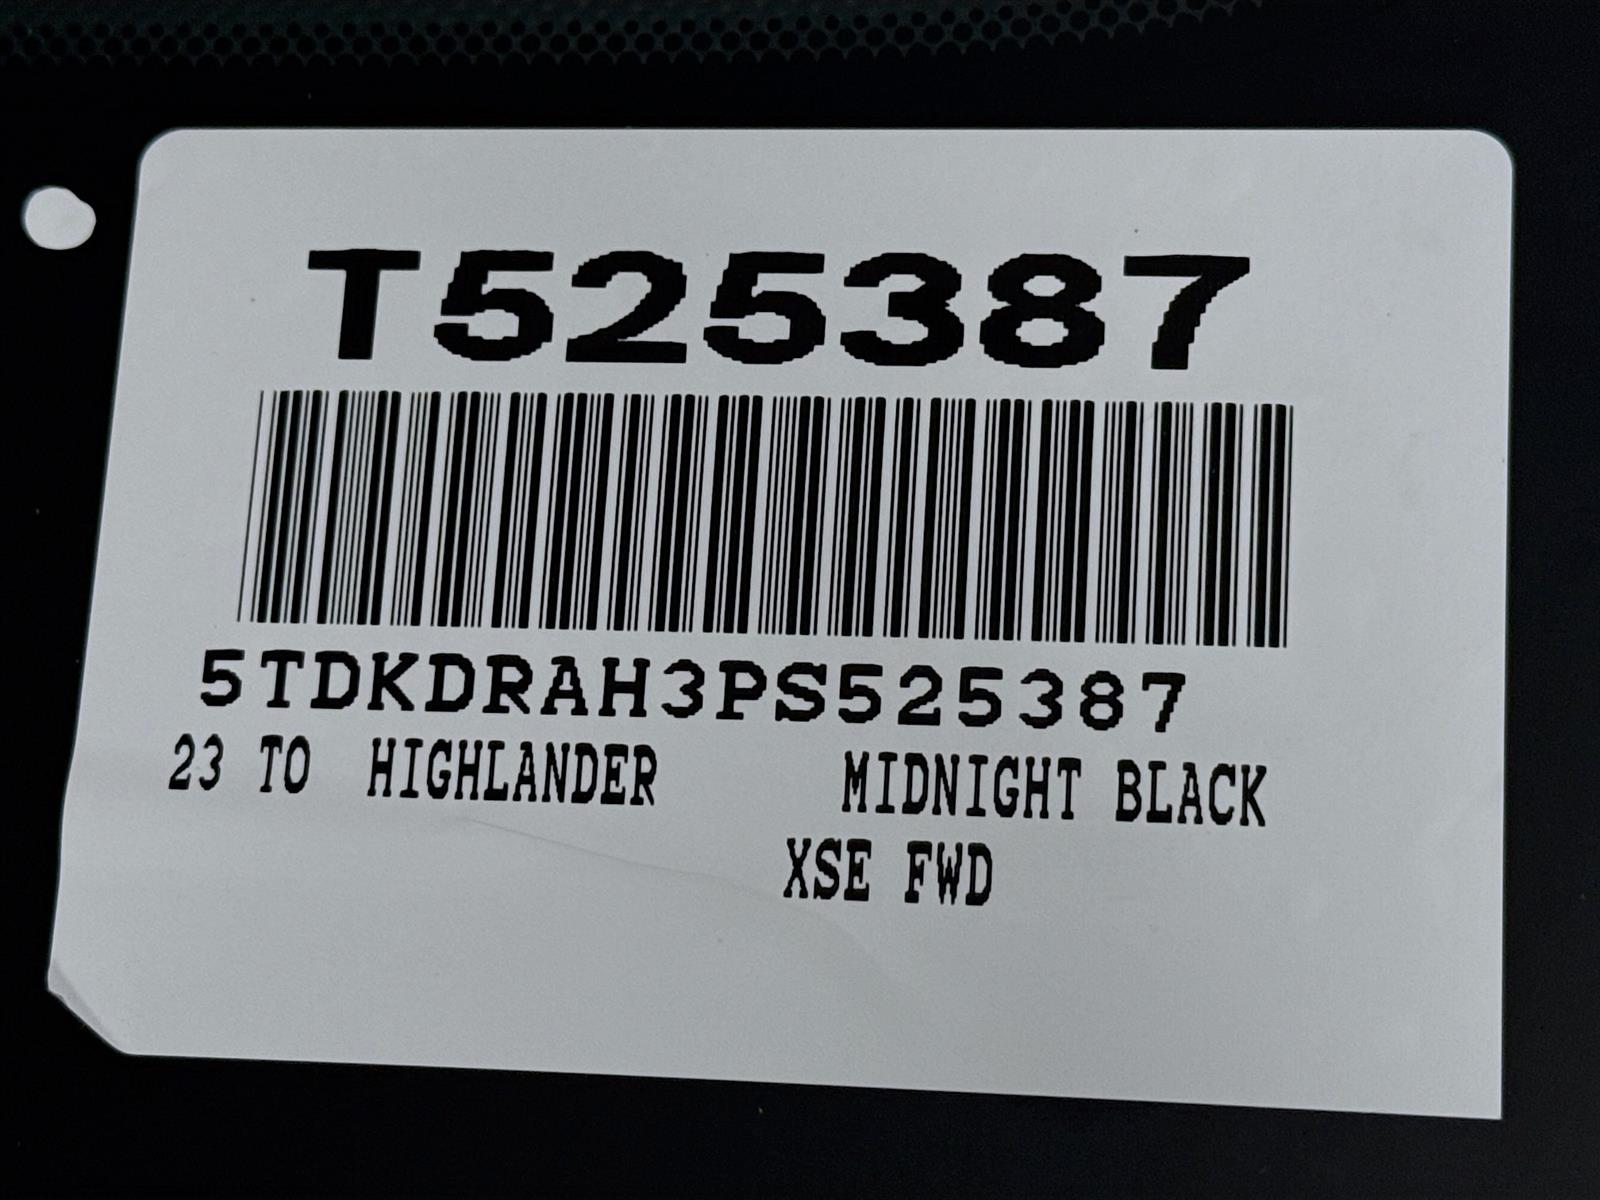 T525387
5TDKDRAH3PS525387
23 TO HIGHLANDER MIDNIGHT BLACK
XSE FWD